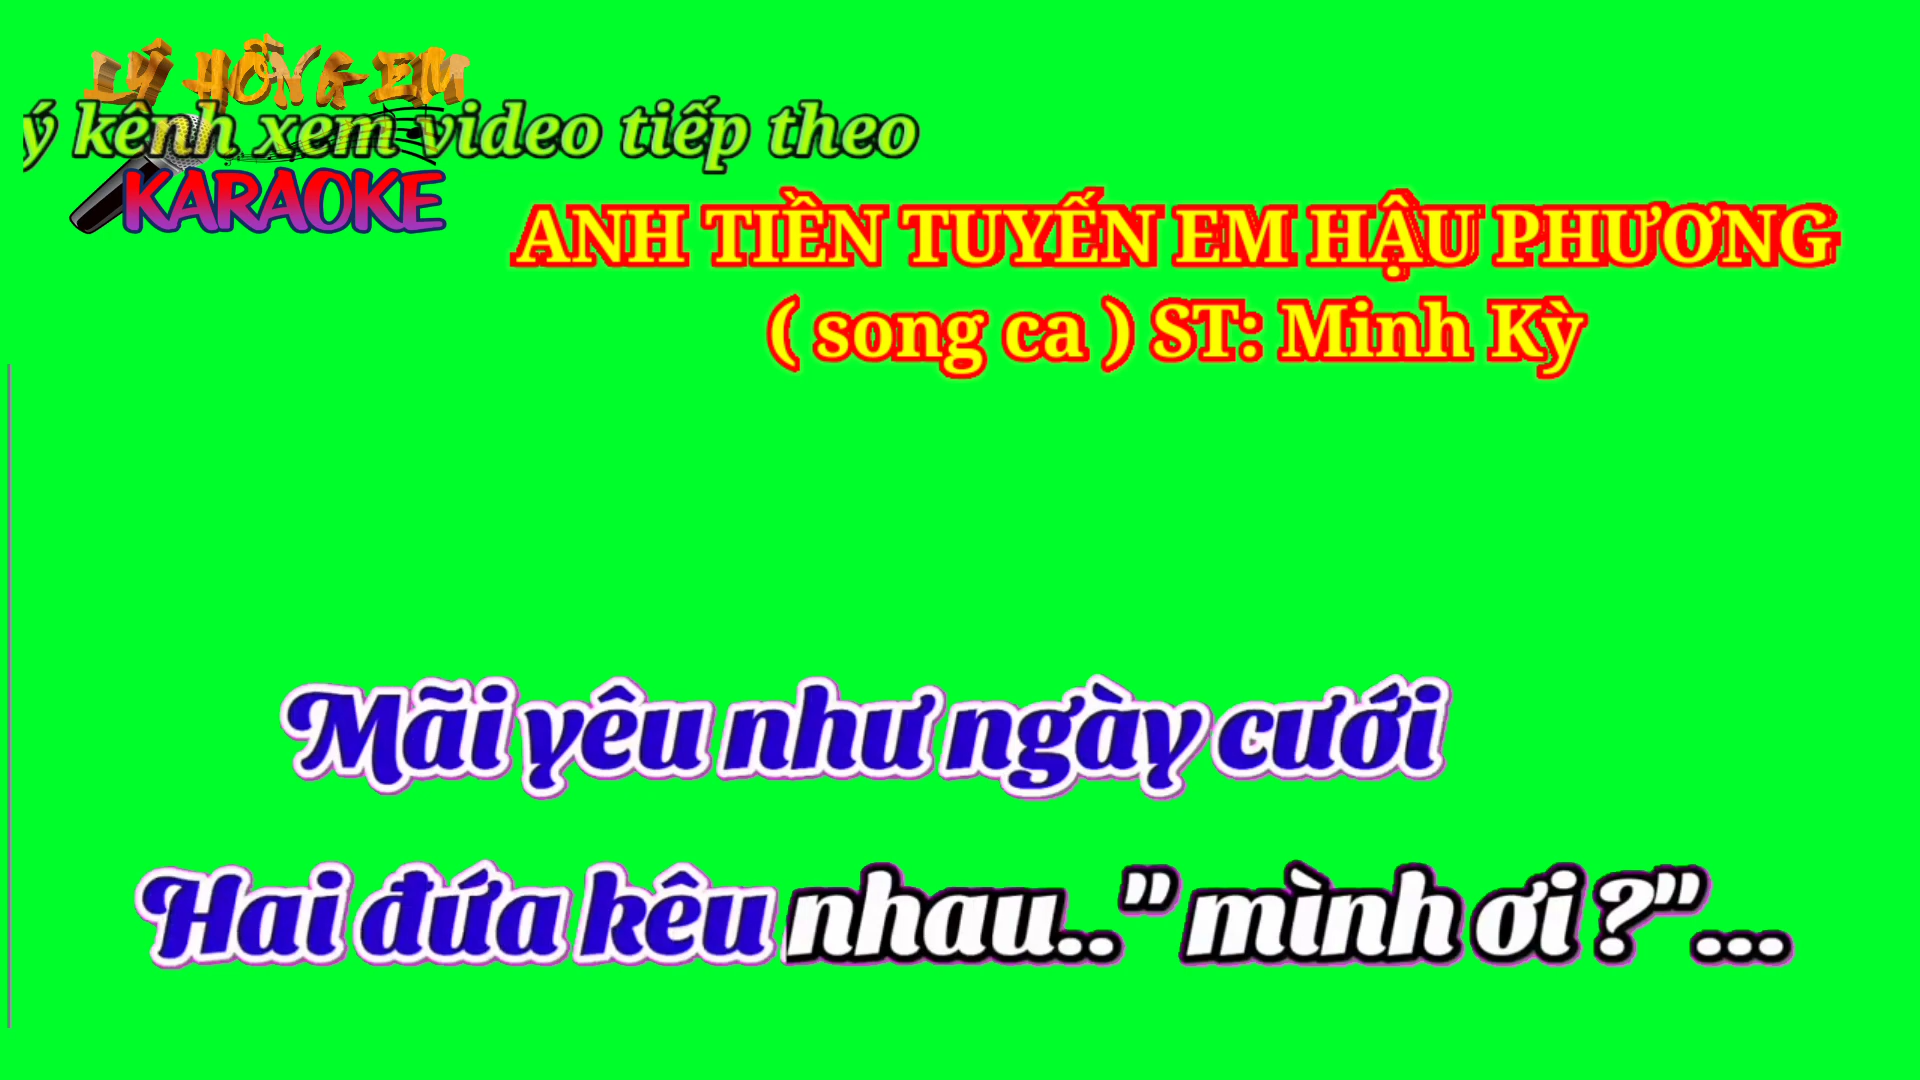 LÝ HỒNG EM
ý kênh xem video tiếp theo
KARAOKE
ANH TIỀN TUYẾN EM HẬU PHƯƠNG
( song ca ) ST: Minh Kỳ
Mãi yêu như ngày cưới
Hai đứa kêu nhau.." mình ơi ?"...